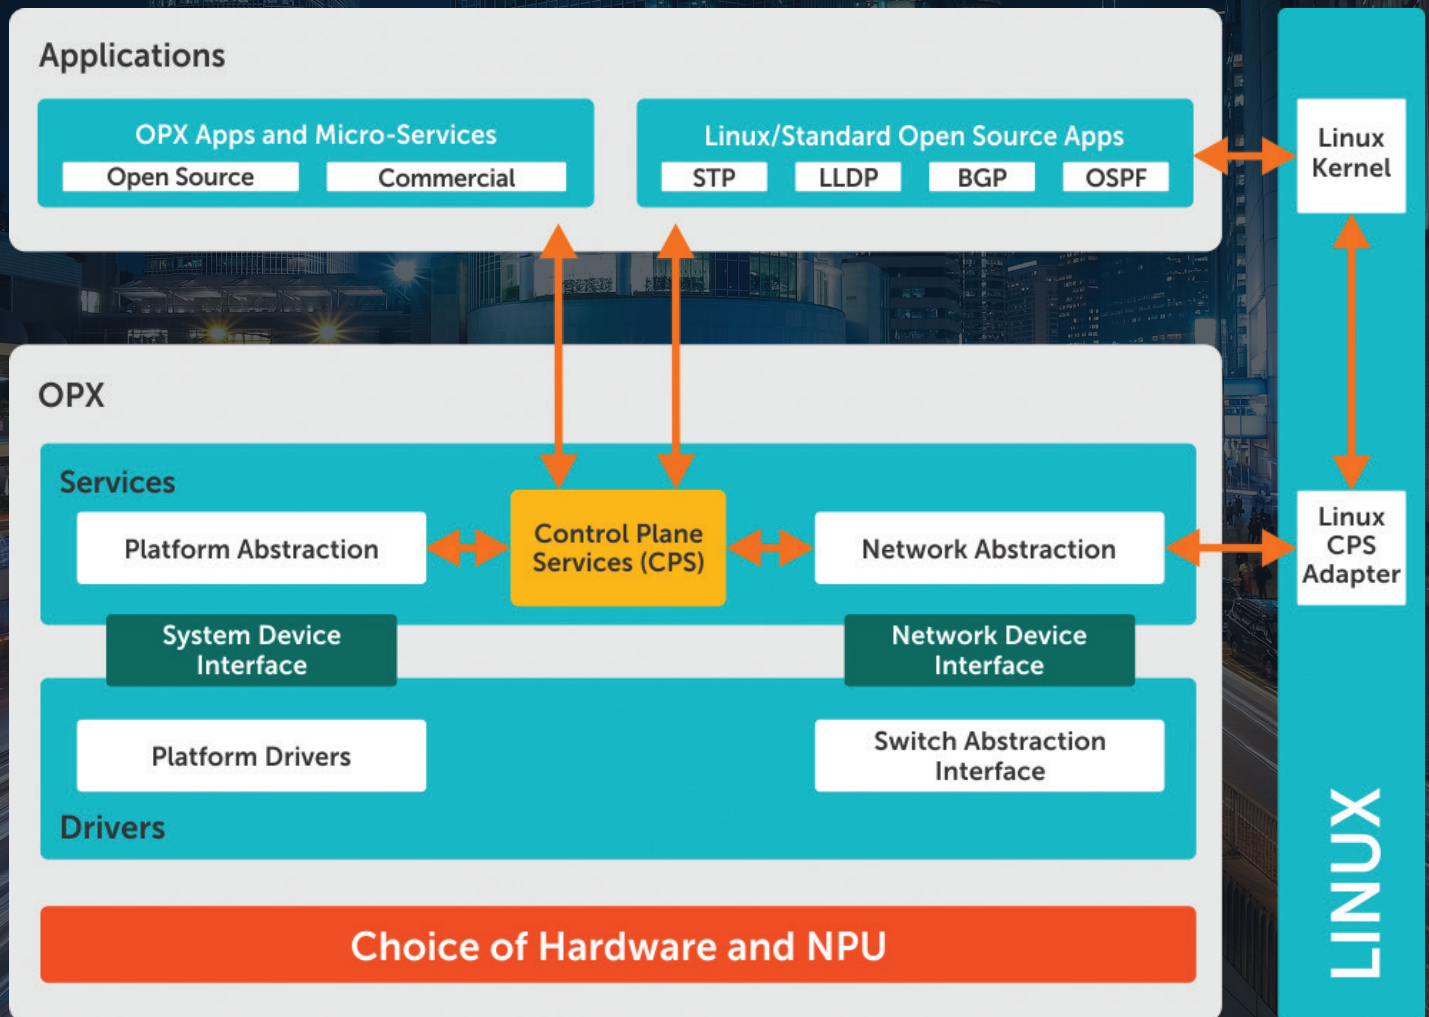 Applications
OPX Apps and Micro-Services
Open Source
Commercial
Linux/Standard Open Source Apps
STP
LLDP
BGP
OSPF
Linux
Kernel
OPX
Services
Platform Abstraction
Control Plane
Services (CPS)
Network Abstraction
Linux
CPS
Adapter
System Device
Interface
Network Device
Interface
Platform Drivers
Switch Abstraction
Interface
Drivers
Choice of Hardware and NPU
LINUX